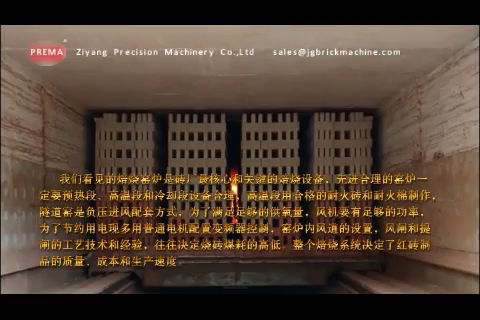 PREMA Ziyang Precision Machinery Co.,Ltd sales@jgbrickmachine.com
我们看见的焙烧窑炉是砖厂最核心和关键的焙烧设备，先进合理的窑炉一
定要预热段、高温段和冷却段设备合理，高温段用合格的耐火砖和耐火棉制作，
隧道窑是负压进风配套方式，为了满足足够的供氧量，风机要有足够的功率，
为了节约用电现多用普通电机配置变频器控制，窑炉内风道的设置，风闸和提
闸的工艺技术和经验，往往决定烧砖煤耗的高低，整个焙烧系统决定了红砖制
品的质量、成本和生产速度